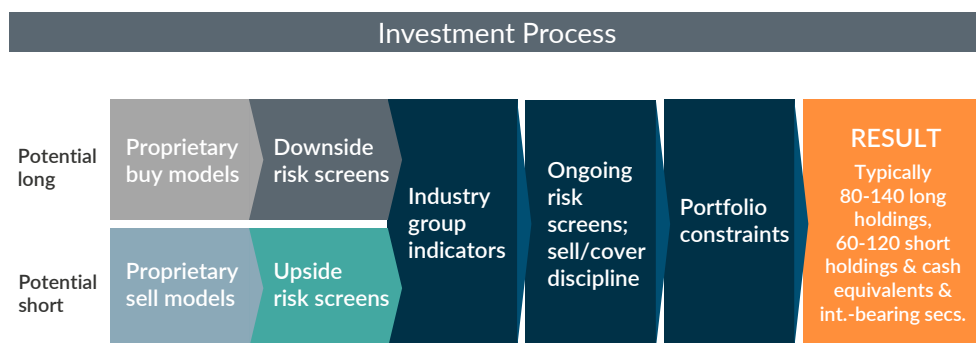 Investment Process
Potential
long
Proprietary
buy models
Downside
risk screens
Potential
short
Proprietary
sell models
Upside
risk screens
Industry
group
indicators
Ongoing
risk
screens;
sell/cover
discipline
Portfolio
constraints
RESULT
Typically
80-140 long
holdings,
60-120 short
holdings & cash
equivalents &
int.-bearing secs.